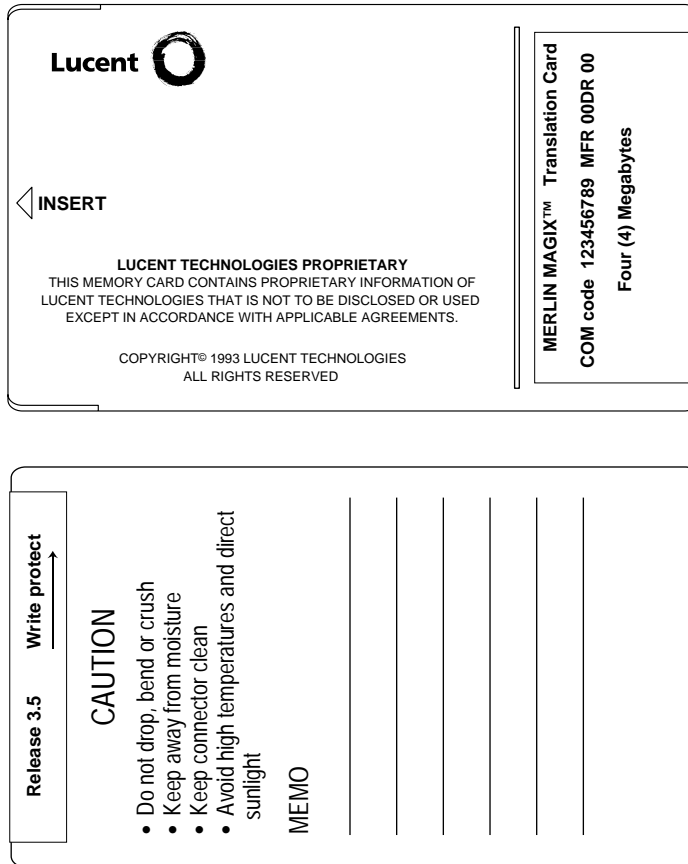 Lucent
INSERT
LUCENT TECHNOLOGIES PROPRIETARY
THIS MEMORY CARD CONTAINS PROPRIETARY INFORMATION OF
LUCENT TECHNOLOGIES THAT IS NOT TO BE DISCLOSED OR USED
EXCEPT IN ACCORDANCE WITH APPLICABLE AGREEMENTS.
COPYRIGHT© 1993 LUCENT TECHNOLOGIES
ALL RIGHTS RESERVED
MERLIN MAGIX™ Translation Card
COM code 123456789 MFR 00DR 00
Four (4) Megabytes
Release 3.5 Write protect
CAUTION
• Do not drop, bend or crush
• Keep away from moisture
• Keep connector clean
• Avoid high temperatures and direct
sunlight
MEMO